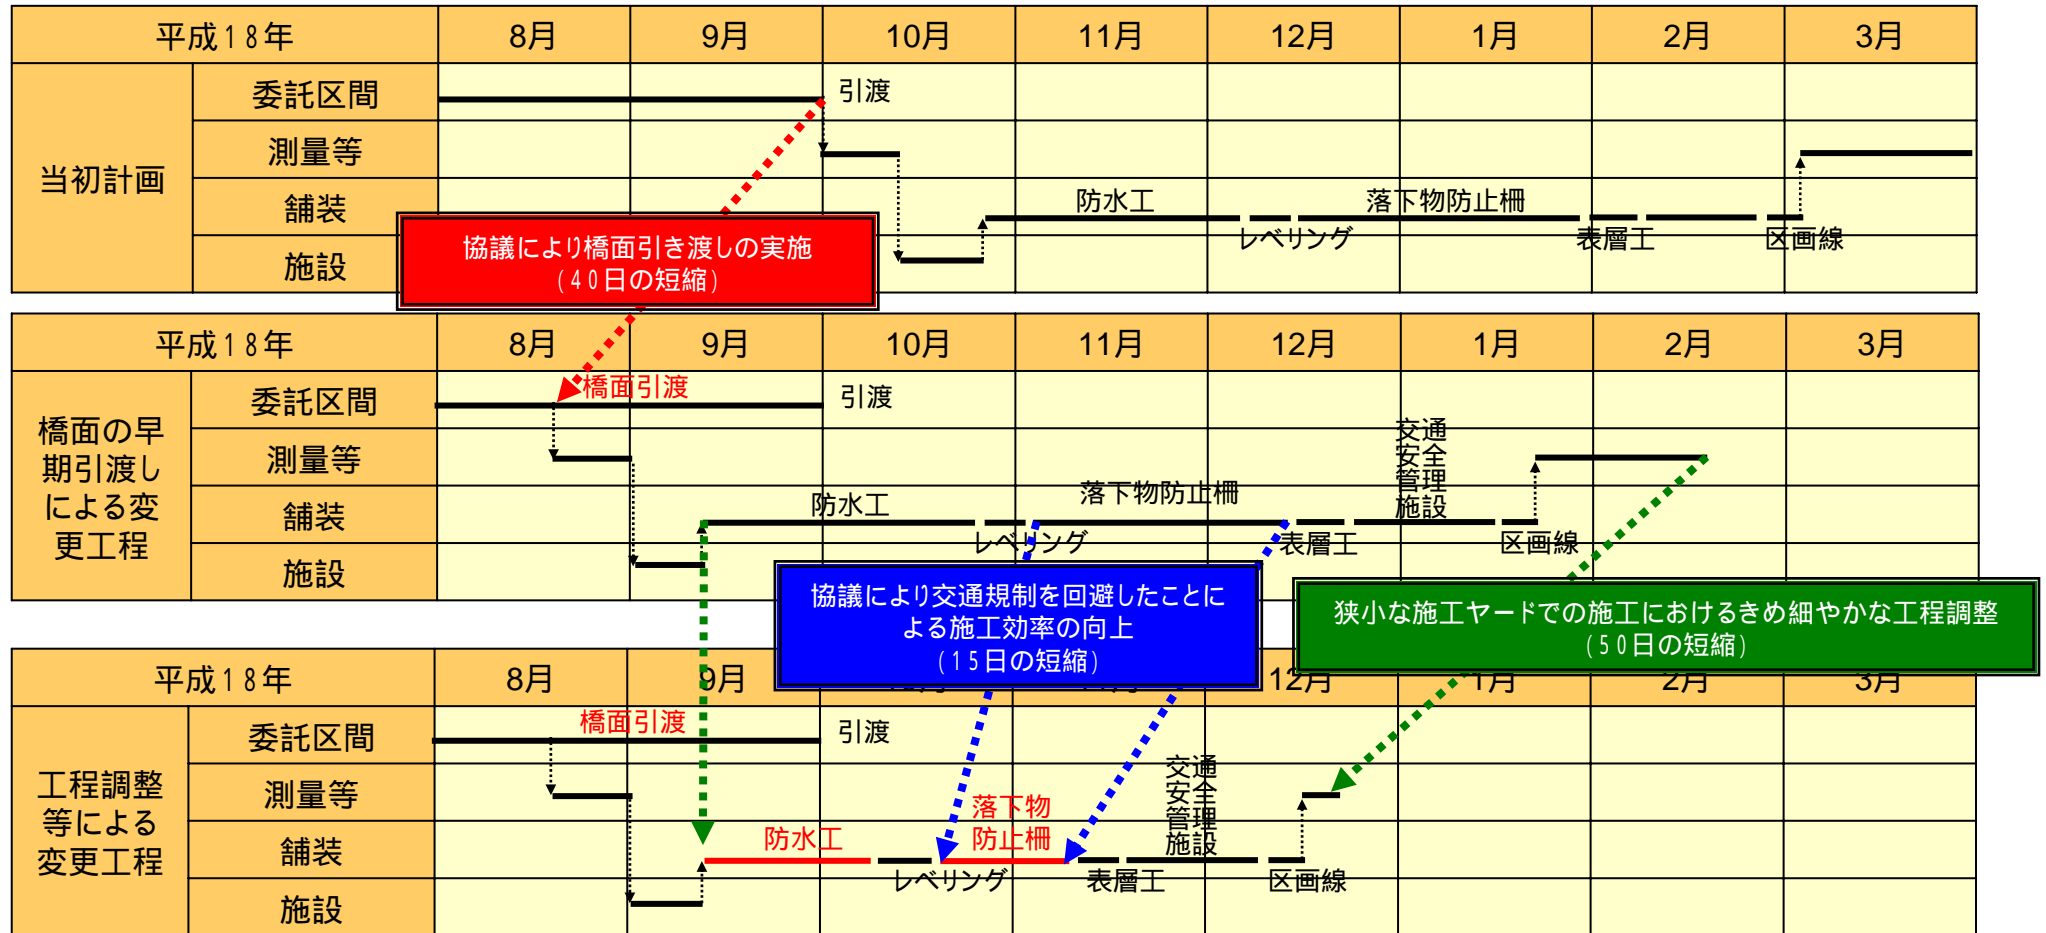 平成18年 8月 9月 10月 11月 12月 1月 2月 3月
当初計画
委託区間
引渡
測量等
舗装
防水工
レベリング
落下物防止柵
表層工
区画線
施設
協議により橋面引き渡しの実施
(40日の短縮)
平成18年 8月 9月 10月 11月 12月 1月 2月 3月
橋面の早
期引渡し
による変
更工程
委託区間
橋面引渡
引渡
測量等
舗装
防水工
レベリング
落下物防止柵
表層工
交通
安全
管理
施設
区画線
施設
協議により交通規制を回避したことに
よる施工効率の向上
(15日の短縮)
狭小な施工ヤードでの施工におけるきめ細やかな工程調整
(50日の短縮)
平成18年 8月 9月 10月 11月 12月 1月 2月 3月
工程調整
等による
変更工程
委託区間
橋面引渡
引渡
測量等
舗装
防水工
レベリング
落下物
防止柵
表層工
交通
安全
管理
施設
区画線
施設